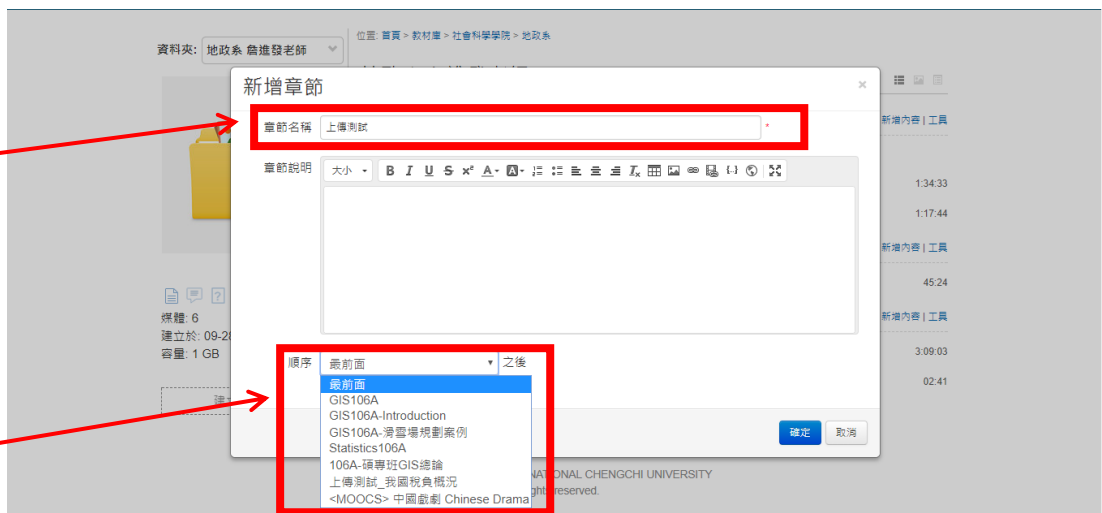 位置: 首頁 > 教材庫 > 社會科學學院 > 地政系
資料夾: 地政系 詹進發老師
新增章節 ×
新增內容 | 工具
章節名稱 上傳測試 *
章節說明 大小 B I U S
1:34:33
1:17:44
新增內容 | 工具
45:24
媒體: 6
新增內容 | 工具
建立於: 09-28
容量: 1 GB
3:09:03
順序 最前面 之後
02:41
最前面
GIS106A
GIS106A-Introduction
GIS106A-滑雪場規劃案例
確定 取消
Statistics106A
106A-碩專班GIS總論
上傳測試_我國稅負概況
NATIONAL CHENGCHI UNIVERSITY
<MOOCS> 中國戲劇 Chinese Drama
reserved.